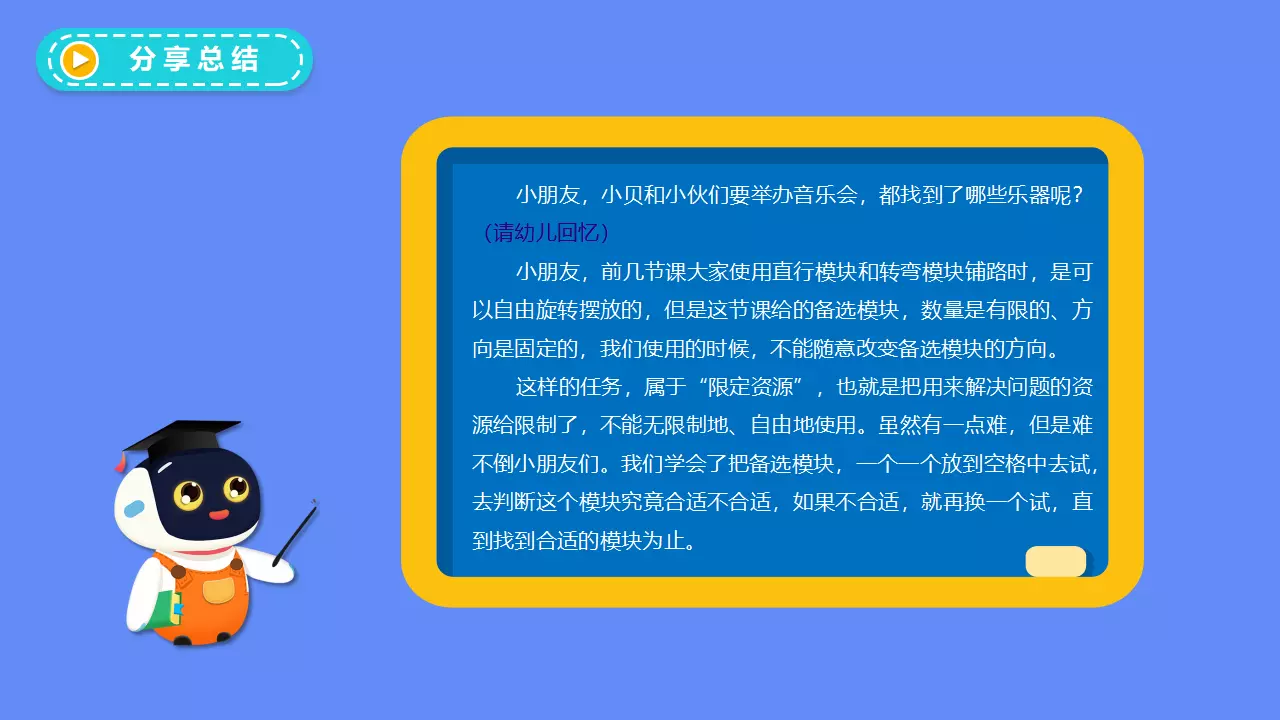 分享总结
小朋友，小贝和小伙们要举办音乐会，都找到了哪些乐器呢？
（请幼儿回忆）
小朋友，前几节课大家使用直行模块和转弯模块铺路时，是可
以自由旋转摆放的，但是这节课给的备选模块，数量是有限的、方
向是固定的，我们使用的时候，不能随意改变备选模块的方向。
这样的任务，属于“限定资源”，也就是把用来解决问题的资
源给限制了，不能无限制地、自由地使用。虽然有一点难，但是难
不倒小朋友们。我们学会了把备选模块，一个一个放到空格中去试，
去判断这个模块究竟合适不合适，如果不合适，就再换一个试，直
到找到合适的模块为止。